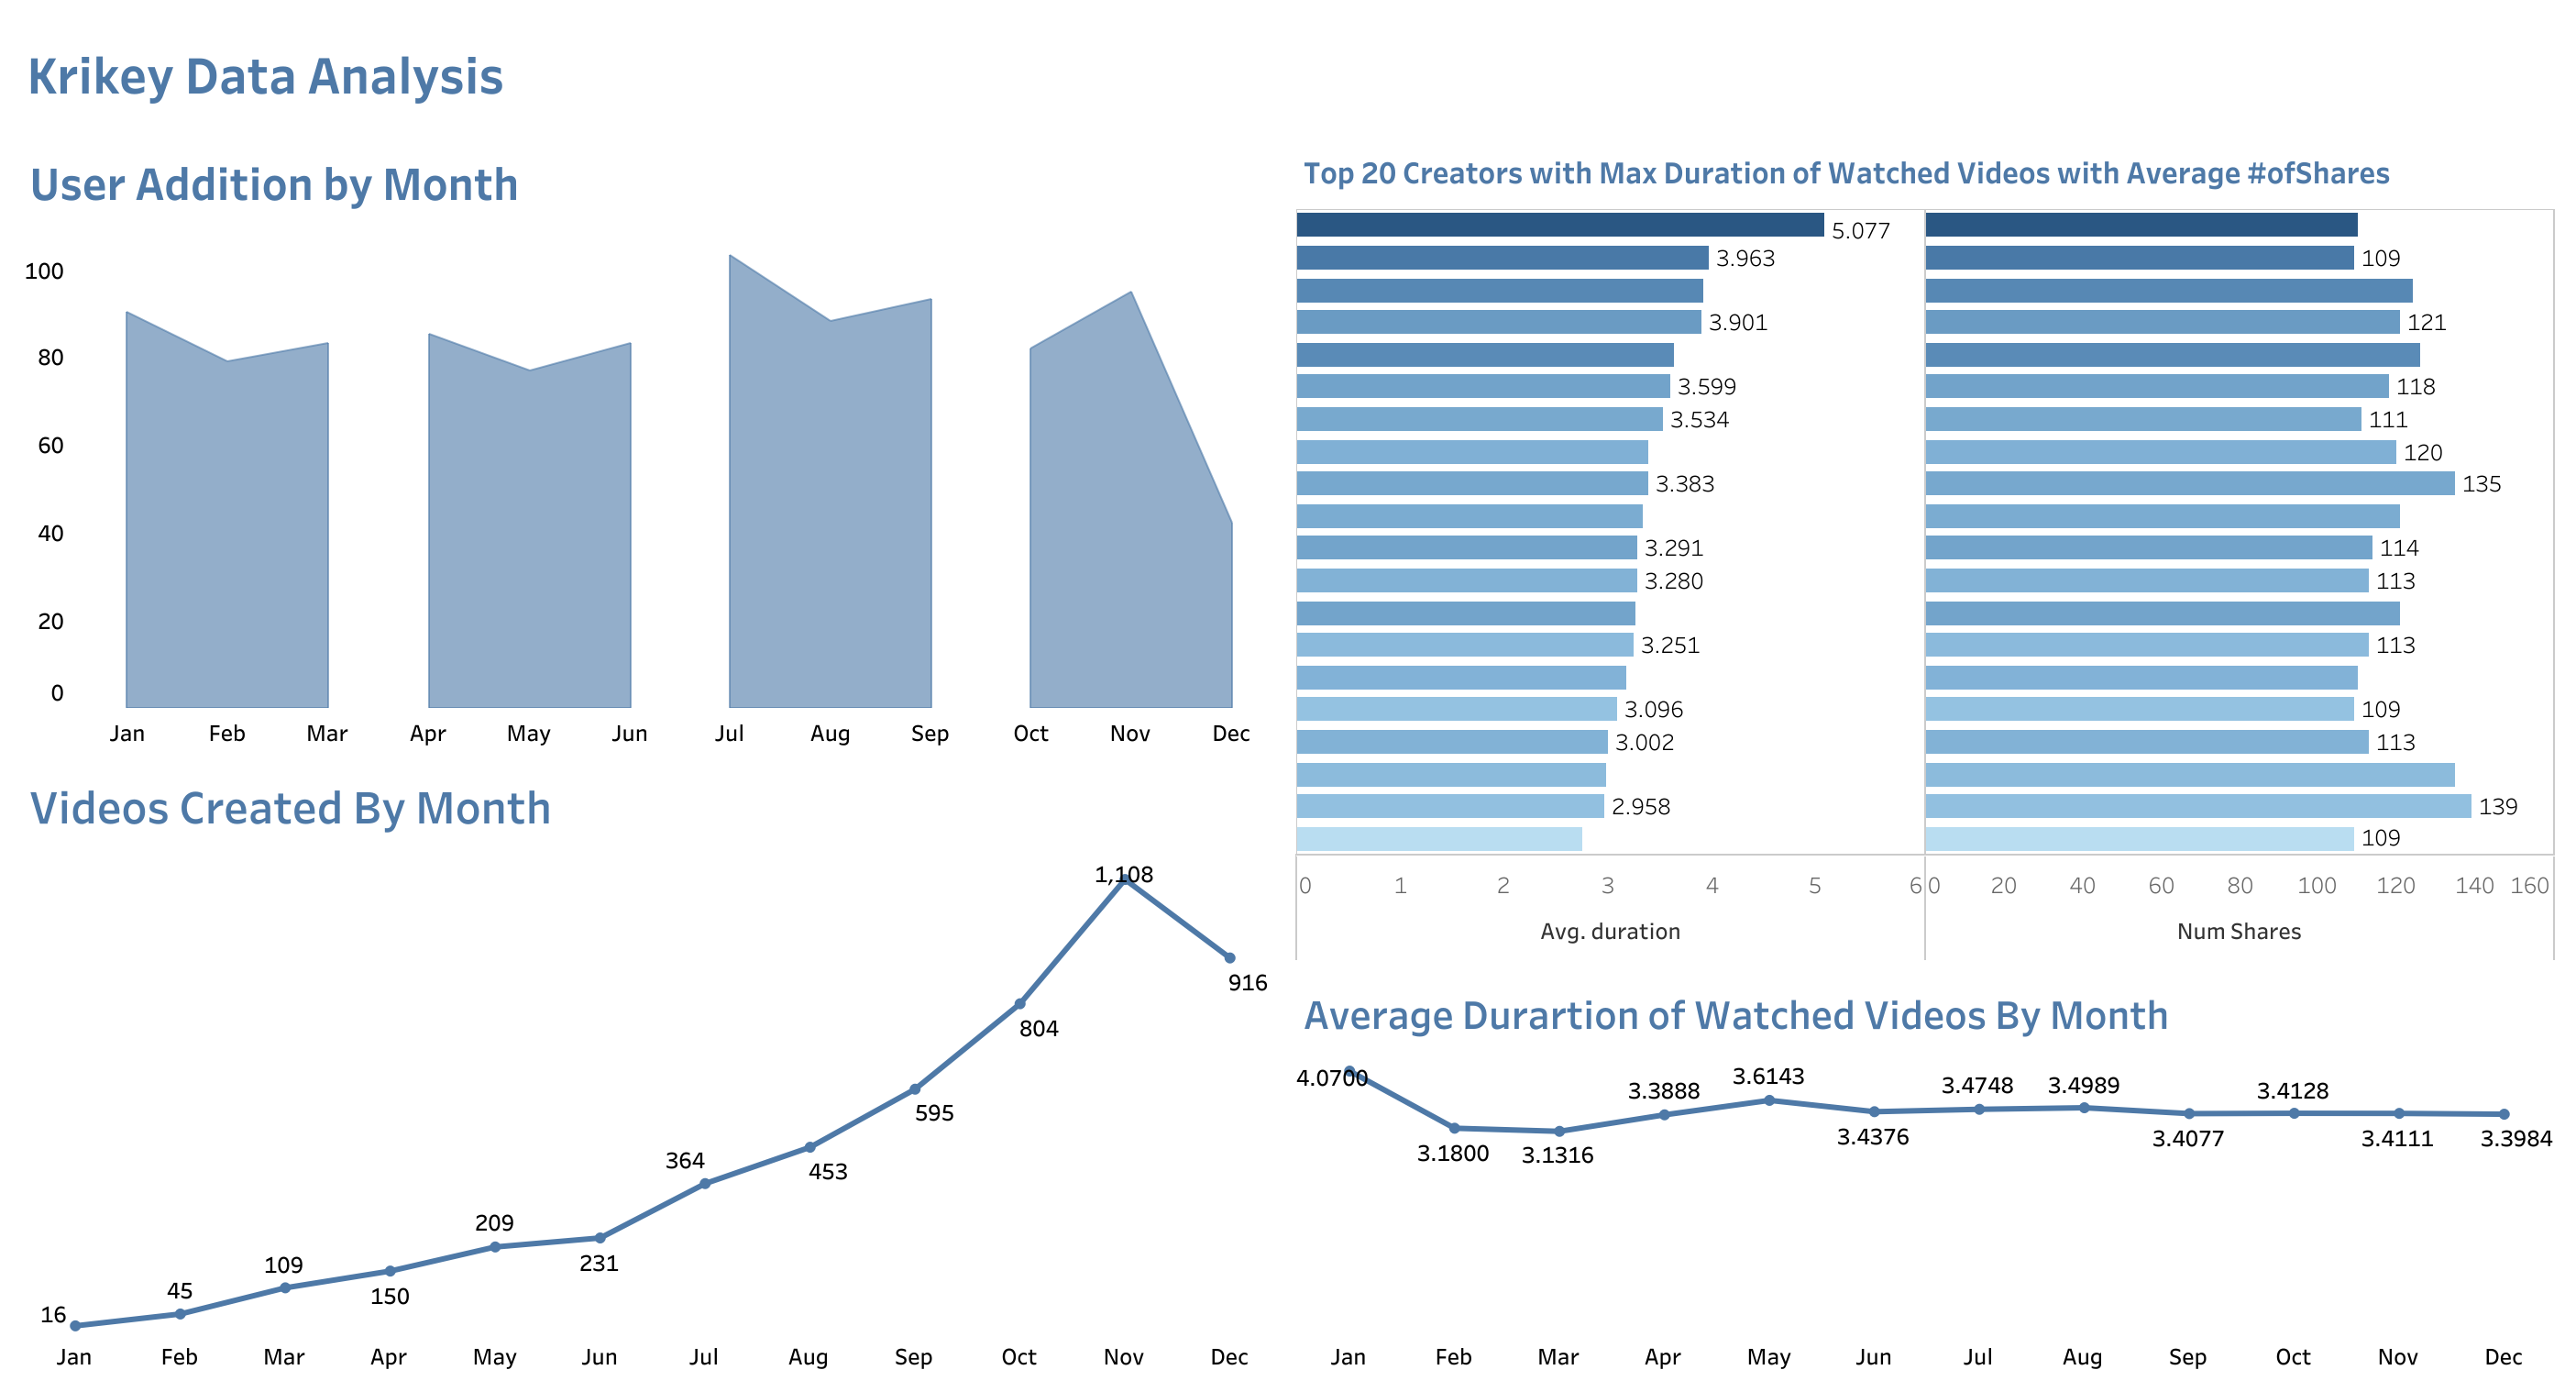 Krikey Data Analysis
User Addition by Month
100
80
60
40
20
0
Jan Feb Mar Apr May Jun Jul Aug Sep Oct Nov Dec
Videos Created By Month
1,108
916
804
595
453
364
231
209
150
109
45
16
Jan Feb Mar Apr May Jun Jul Aug Sep Oct Nov Dec
Top 20 Creators with Max Duration of Watched Videos with Average #ofShares
5.077
3.963 109
3.901 121
3.599 118
3.534 111
120
3.383 135
3.291 114
3.280 113
3.251 113
3.096 109
3.002 113
2.958 139
109
0 1 2 3 4 5 6 0 20 40 60 80 100 120 140 160
Avg. duration Num Shares
Average Durartion of Watched Videos By Month
4.0700 3.1800 3.1316 3.3888 3.6143 3.4376 3.4748 3.4989 3.4077 3.4128 3.4111 3.3984
Jan Feb Mar Apr May Jun Jul Aug Sep Oct Nov Dec